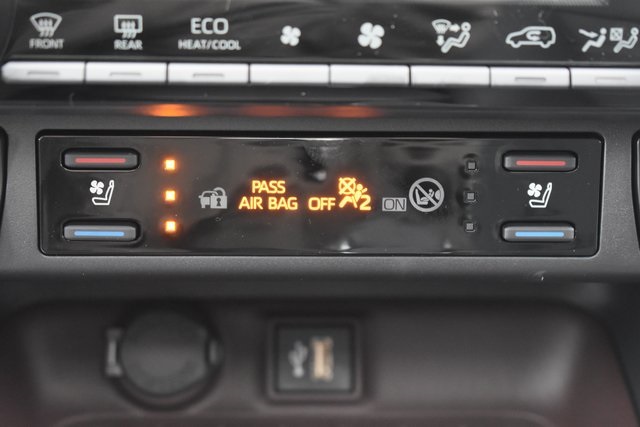 FRONT
REAR
ECO
HEAT/COOL
PASS
AIR BAG OFF 2 ON